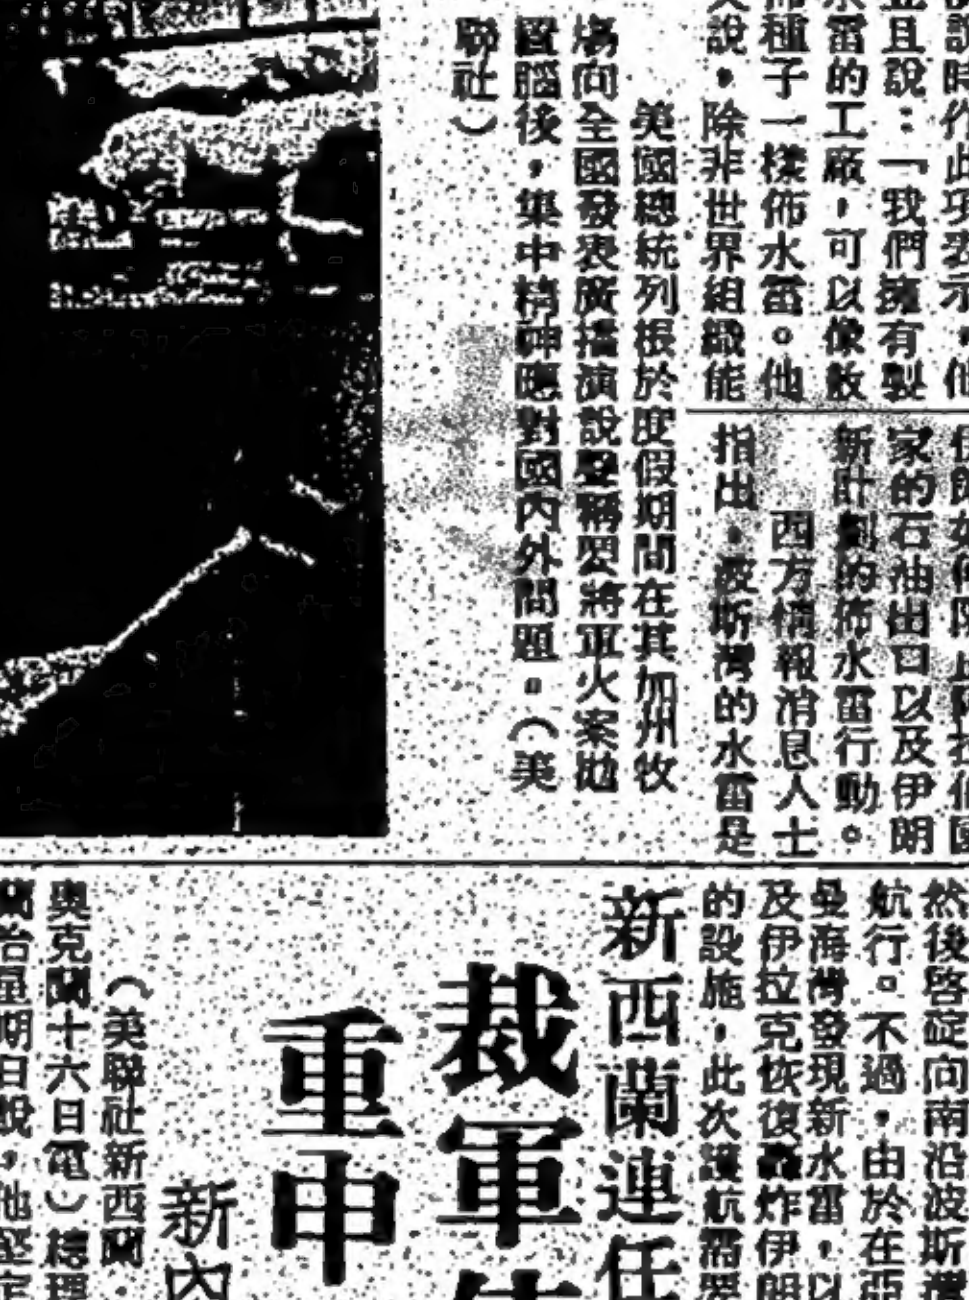 說時作此項表示，他
並且說：「我們擁有製
水雷的工廠，可以像散
佈種子一樣佈水雷。他
又說，除非世界組織能
家的石油出口以及伊朗
新計劃的佈水雷行動。
西方情報消息人士
指出，波斯灣的水雷是
美國總統列根於度假期間在其加州牧
場向全國發表廣播演說聲稱要將軍火案拋
置腦後，集中精神應對國內外問題。（美
聯社）
然後啓碇向南沿波斯灣
航行。不過，由於在亞
曼海灣發現新水雷，以
及伊拉克恢復轟炸伊朗
的設施，此次護航需要
新西蘭連任
裁軍
重申
新內
（美聯社新西蘭
奧克蘭十六日電）總理
蘭治星期日說，他堅定